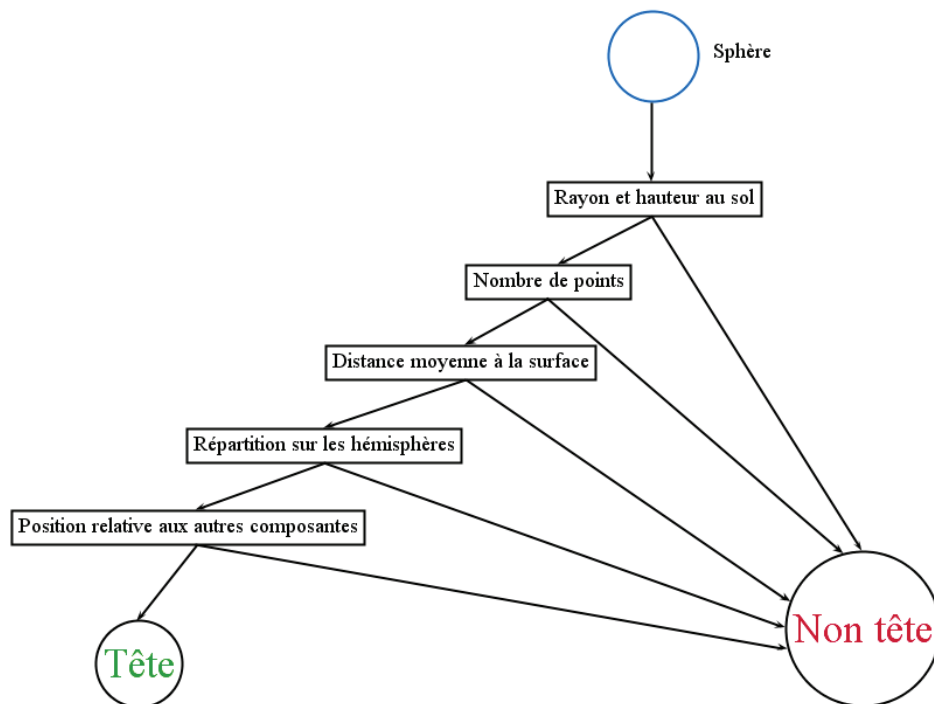 Sphère
Rayon et hauteur au sol
Nombre de points
Distance moyenne à la surface
Répartition sur les hémisphères
Position relative aux autres composantes
Non tête
Tête